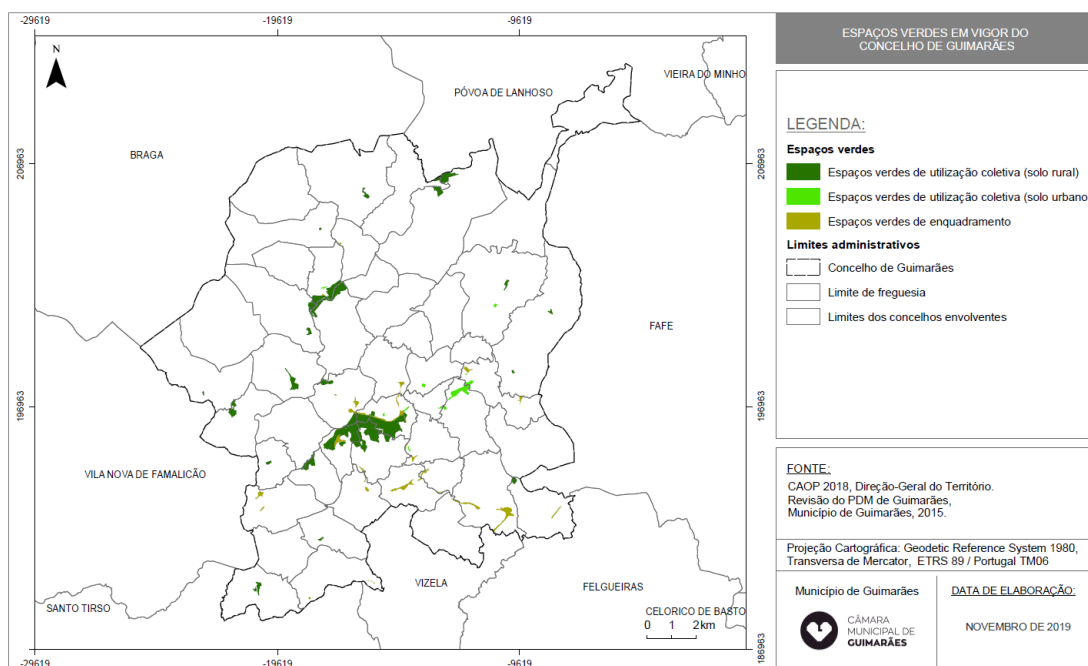 -29619
-19619
-9619
N
VIEIRA DO MINHO
PÓVOA DE LANHOSO
BRAGA
206963
206963
FAFE
196963
196963
VILA NOVA DE FAMALICÃO
VIZELA
FELGUEIRAS
SANTO TIRSO
CELORICO DE BASTO
0 1 2km
186963
-29619
-19619
-9619
ESPAÇOS VERDES EM VIGOR DO
CONCELHO DE GUIMARÃES
LEGENDA:
Espaços verdes
Espaços verdes de utilização coletiva (solo rural)
Espaços verdes de utilização coletiva (solo urbano
Espaços verdes de enquadramento
Limites administrativos
Concelho de Guimarães
Limite de freguesia
Limites dos concelhos envolventes
FONTE:
CAOP 2018, Direção-Geral do Território.
Revisão do PDM de Guimarães,
Município de Guimarães, 2015.
Projeção Cartográfica: Geodetic Reference System 1980,
Transversa de Mercator, ETRS 89 / Portugal TM06
Município de Guimarães
CÂMARA
MUNICIPAL DE
GUIMARÃES
DATA DE ELABORAÇÃO:
NOVEMBRO DE 2019